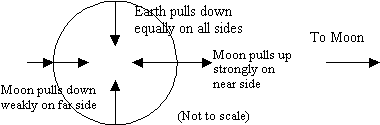 Earth pulls down
equally on all sides
To Moon
Moon pulls up
strongly on
near side
Moon pulls down
weakly on far side
(Not to scale)